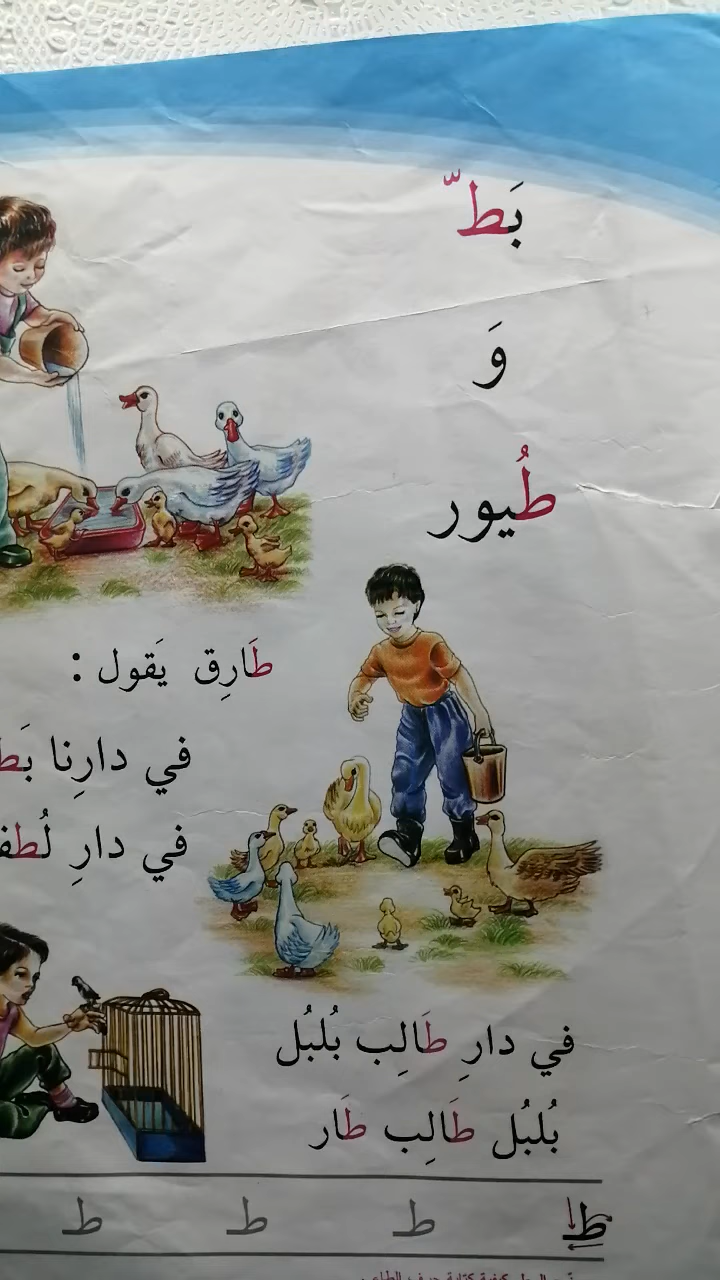 بَطّ
وَ
طُيور
طَارِق يَقول :
في دارِنا
في دارِ
في دارِ طَالِب بُلبُل
بُلبُل طَالِب طَار
ط ط ط ط